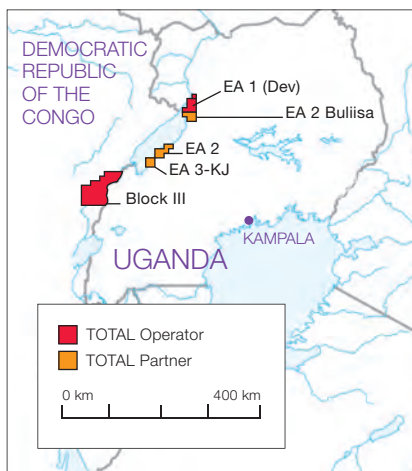 DEMOCRATIC
REPUBLIC
OF THE
CONGO
EA 1 (Dev)
EA 2 Buliisa
EA 2
EA 3-KJ
Block III
KAMPALA
UGANDA
TOTAL Operator
TOTAL Partner
0 km 400 km